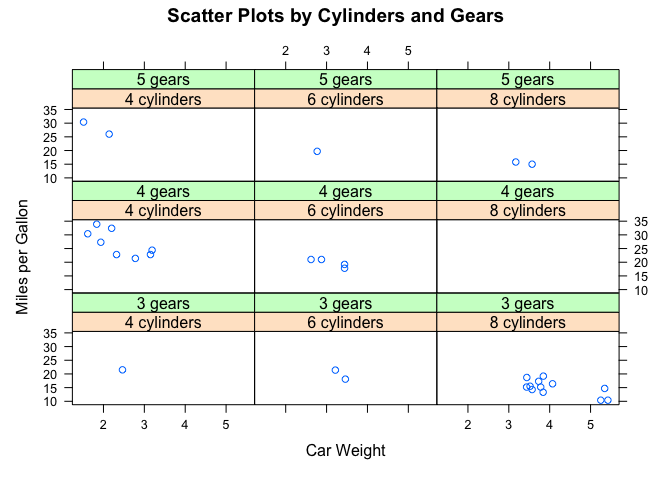 Scatter Plots by Cylinders and Gears
2 3 4 5
5 gears 5 gears 5 gears
4 cylinders 6 cylinders 8 cylinders
35
30
25
20
15
10
4 gears 4 gears 4 gears
4 cylinders 6 cylinders 8 cylinders
35
30
25
20
15
10
3 gears 3 gears 3 gears
4 cylinders 6 cylinders 8 cylinders
35
30
25
20
15
10
2 3 4 5 2 3 4 5
Car Weight
Miles per Gallon